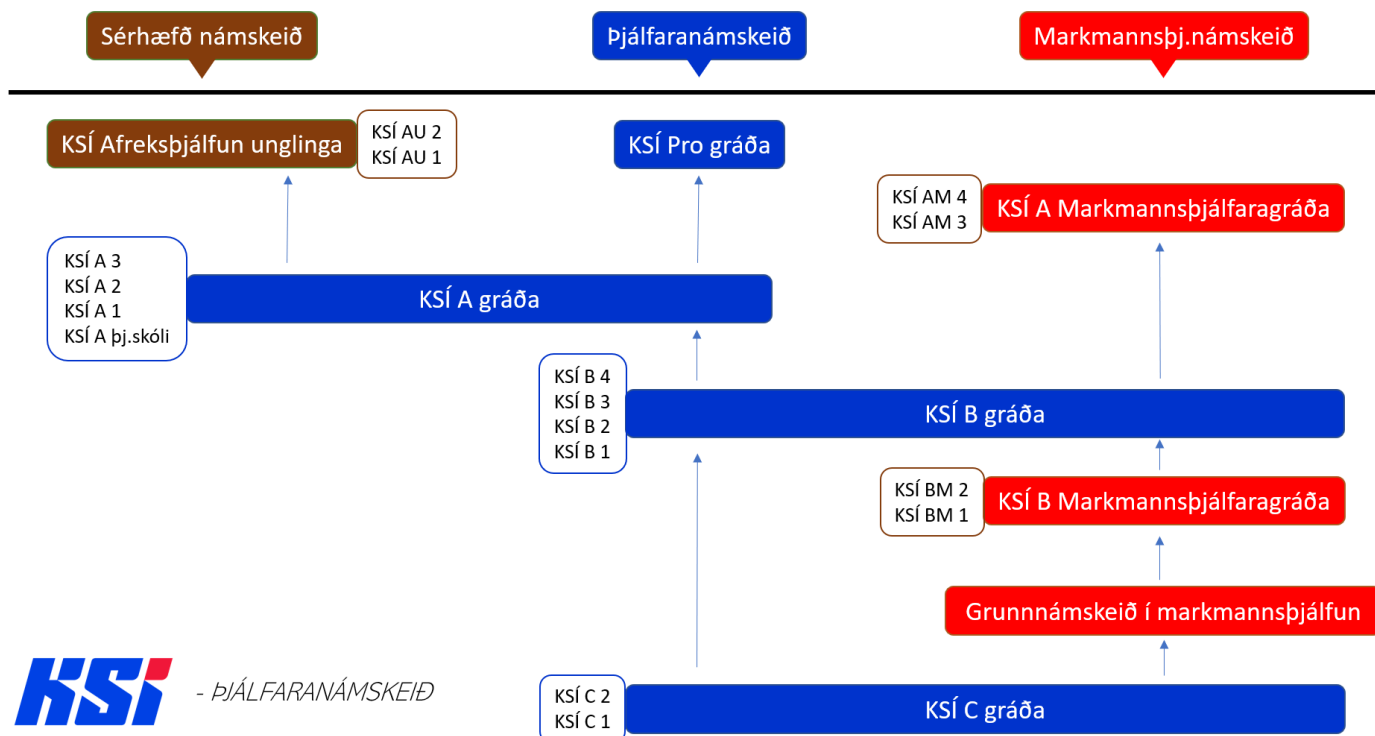 Sérhæfð námskeið
Þjálfaranámskeið
Markmannsþj.námskeið
KSÍ Afreksþjálfun unglinga
KSÍ AU 2
KSÍ AU 1
KSÍ Pro gráða
KSÍ AM 4
KSÍ AM 3
KSÍ A Markmannsþjálfaragráða
KSÍ A 3
KSÍ A 2
KSÍ A 1
KSÍ A þj.skóli
KSÍ A gráða
KSÍ B 4
KSÍ B 3
KSÍ B 2
KSÍ B 1
KSÍ B gráða
KSÍ BM 2
KSÍ BM 1
KSÍ B Markmannsþjálfaragráða
Grunnnámskeið í markmannsþjálfun
KSÍ - ÞJÁLFARANÁMSKEIÐ
KSÍ C 2
KSÍ C 1
KSÍ C gráða